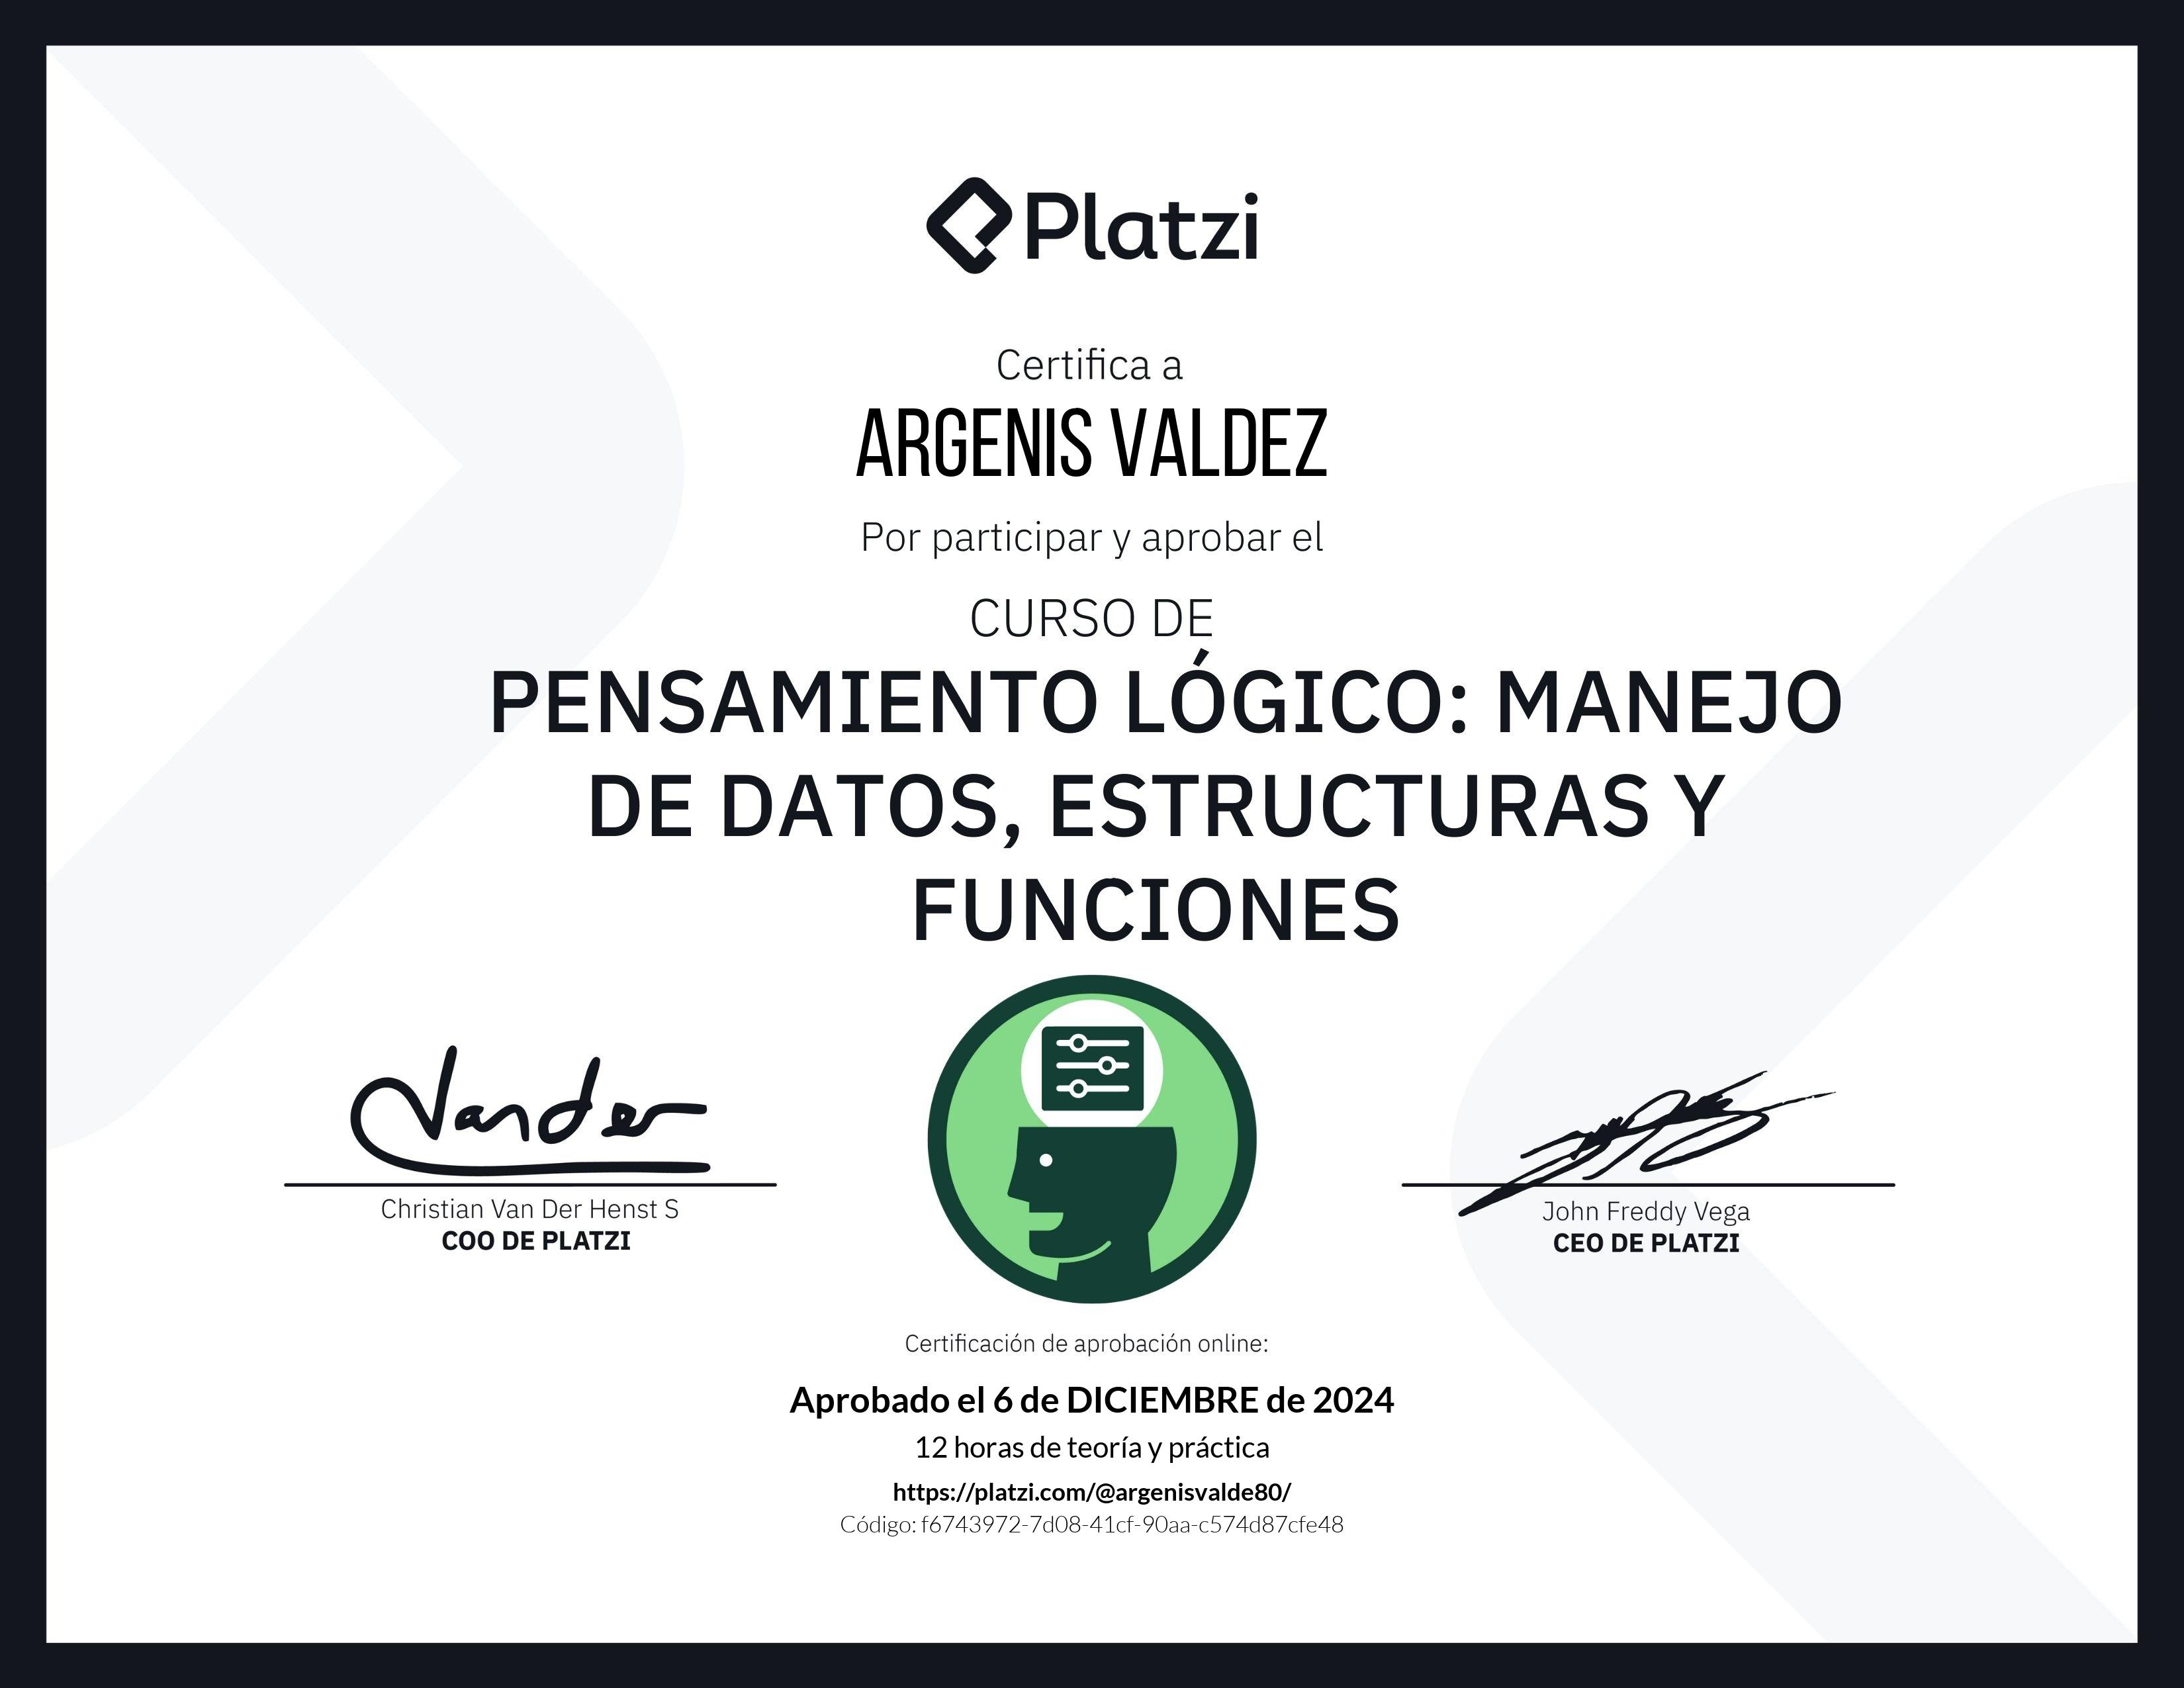 Platzi
Certifica a
ARGENIS VALDEZ
Por participar y aprobar el
CURSO DE
PENSAMIENTO LÓGICO: MANEJO
DE DATOS, ESTRUCTURAS Y
FUNCIONES
Vander
Christian Van Der Henst S
COO DE PLATZI
John Freddy Vega
CEO DE PLATZI
Certificación de aprobación online:
Aprobado el 6 de DICIEMBRE de 2024
12 horas de teoría y práctica
https://platzi.com/@argenisvalde80/
Código: f6743972-7d08-41cf-90aa-c574d87cfe48